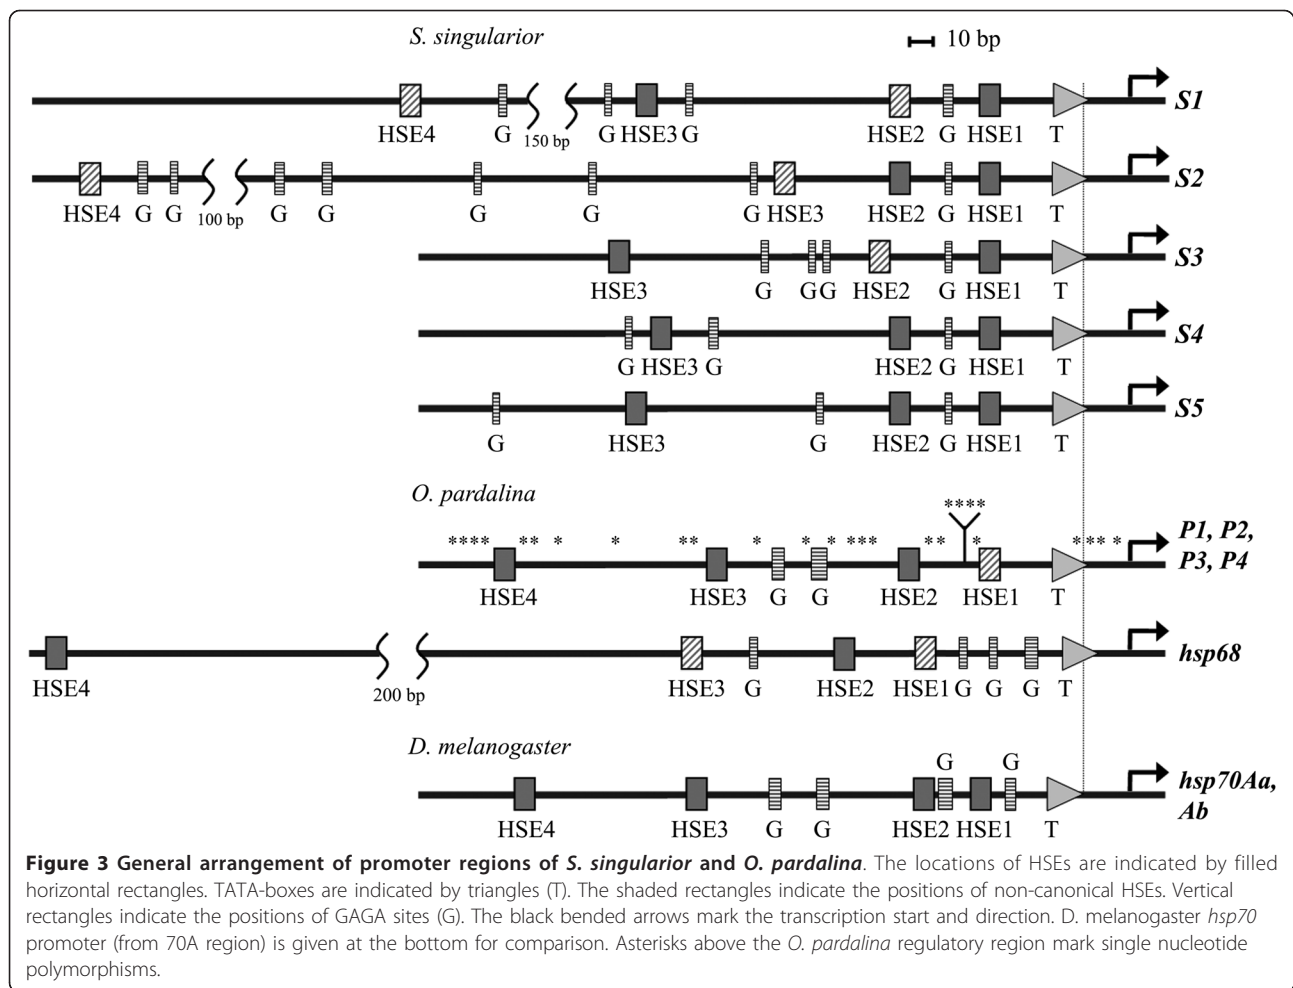 S. singularior
10 bp
S1
HSE4 G 150 bp G HSE3 G HSE2 G HSE1 T
S2
HSE4 G G 100 bp G G G G G HSE3 HSE2 G HSE1 T
S3
HSE3 G G G HSE2 G HSE1 T
S4
G HSE3 G HSE2 G HSE1 T
S5
G HSE3 G HSE2 G HSE1 T
O. pardalina
****
**** ** * * ** * * * *** ** * * ** *
P1, P2,
P3, P4
HSE4 HSE3 G G HSE2 HSE1 T
hsp68
HSE4 200 bp HSE3 G HSE2 HSE1 G G G T
D. melanogaster
G G
hsp70Aa,
Ab
HSE4 HSE3 G G HSE2 HSE1 T
Figure 3 General arrangement of promoter regions of S. singularior and O. pardalina. The locations of HSEs are indicated by filled
horizontal rectangles. TATA-boxes are indicated by triangles (T). The shaded rectangles indicate the positions of non-canonical HSEs. Vertical
rectangles indicate the positions of GAGA sites (G). The black bended arrows mark the transcription start and direction. D. melanogaster hsp70
promoter (from 70A region) is given at the bottom for comparison. Asterisks above the O. pardalina regulatory region mark single nucleotide
polymorphisms.